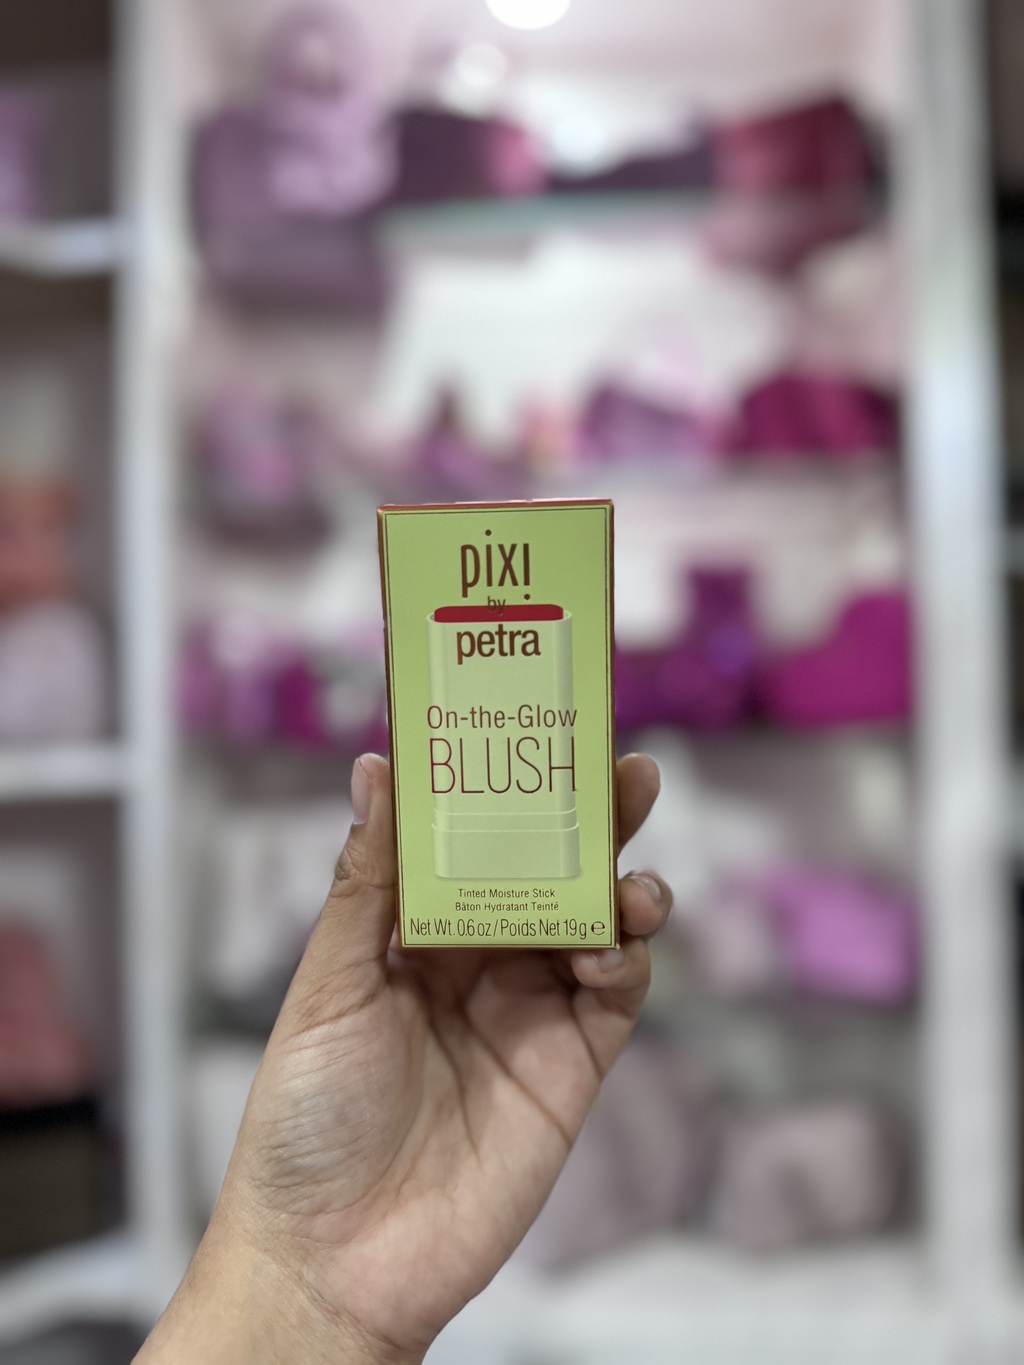 pixi
by
petra
On-the-Glow
BLUSH
Tinted Moisture Stick
Bâton Hydratant Teinté
Net Wt. 0.6 oz / Poids Net 19 g ℮